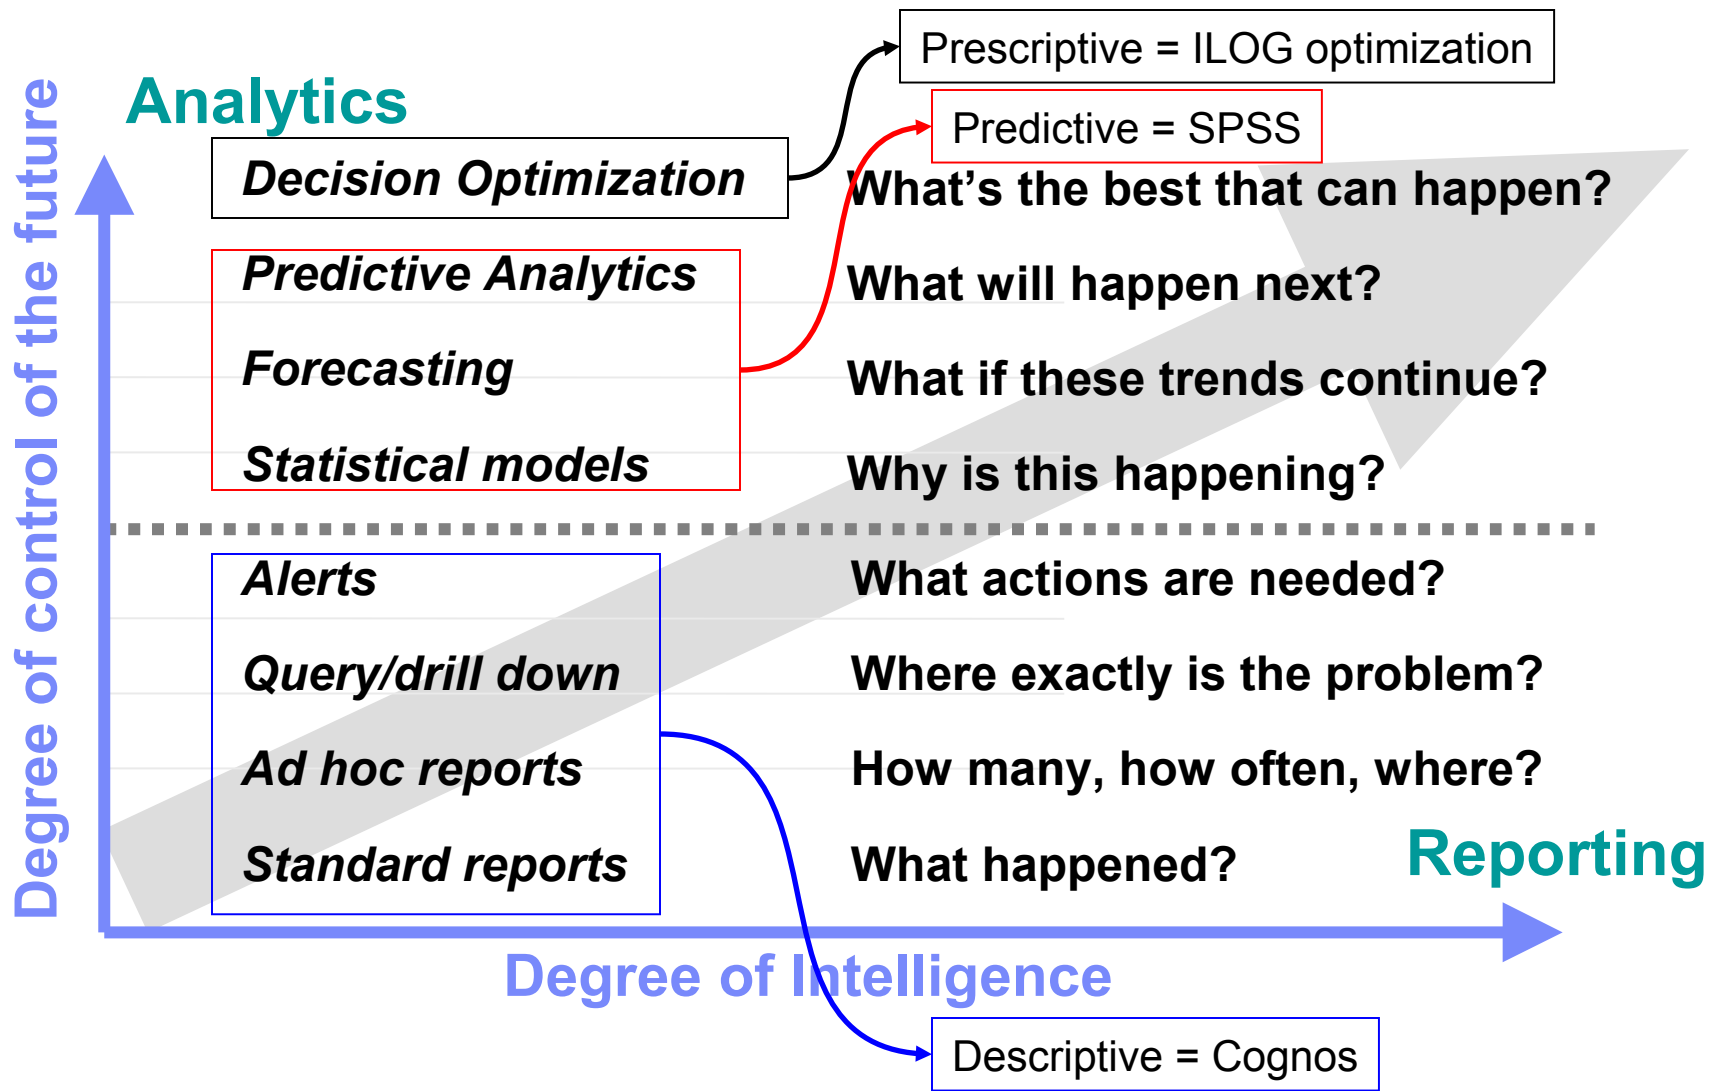 Prescriptive = ILOG optimization
Analytics
Predictive = SPSS
Decision Optimization
What’s the best that can happen?
Predictive Analytics
What will happen next?
Forecasting
What if these trends continue?
Statistical models
Why is this happening?
Alerts
What actions are needed?
Query/drill down
Where exactly is the problem?
Ad hoc reports
How many, how often, where?
Standard reports
What happened?
Reporting
Degree of control of the future
Degree of Intelligence
Descriptive = Cognos